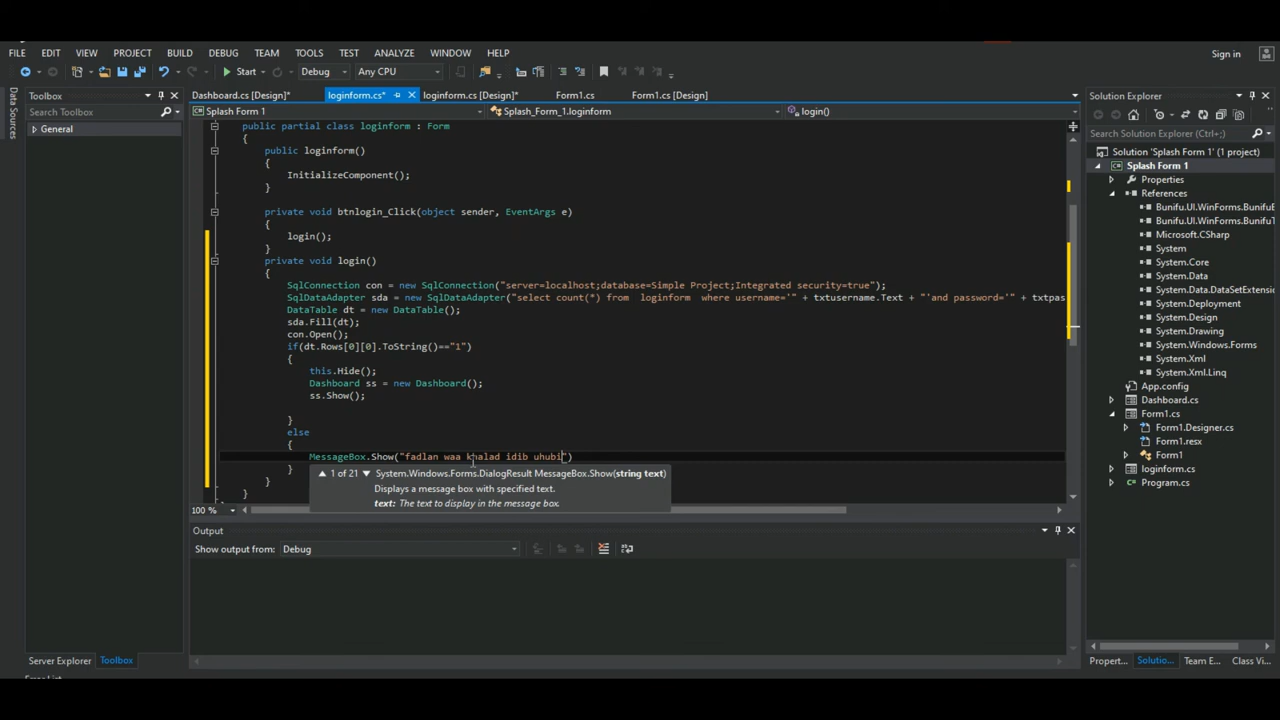 FILE EDIT VIEW PROJECT BUILD DEBUG TEAM TOOLS TEST ANALYZE WINDOW HELP
Sign in
Start Debug Any CPU
Data Sources
Toolbox
Search Toolbox
General
Dashboard.cs [Design]* loginform.cs* loginform.cs [Design]* Form1.cs Form1.cs [Design]
Splash Form 1 Splash_Form_1.loginform login()
public partial class loginform : Form
{
public loginform()
{
InitializeComponent();
}
private void btnlogin_Click(object sender, EventArgs e)
{
login();
}
private void login()
{
SqlConnection con = new SqlConnection("server=localhost;database=Simple Project;Integrated security=true");
SqlDataAdapter sda = new SqlDataAdapter("select count(*) from loginform where username='" + txtusername.Text + "'and password='" + txtpas
DataTable dt = new DataTable();
sda.Fill(dt);
con.Open();
if(dt.Rows[0][0].ToString()=="1")
{
this.Hide();
Dashboard ss = new Dashboard();
ss.Show();
}
else
{
MessageBox.Show("fadlan waa khalad idib uhubi")
}
1 of 21 System.Windows.Forms.DialogResult MessageBox.Show(string text)
Displays a message box with specified text.
text: The text to display in the message box.
}
}
100 %
Output
Show output from: Debug
Solution Explorer
Search Solution Explorer (Ctrl+;)
Solution 'Splash Form 1' (1 project)
Splash Form 1
Properties
References
Bunifu.UI.WinForms.BunifuE
Bunifu.UI.WinForms.BunifuT
Microsoft.CSharp
System
System.Core
System.Data
System.Data.DataSetExtensio
System.Deployment
System.Design
System.Drawing
System.Windows.Forms
System.Xml
System.Xml.Linq
App.config
Dashboard.cs
Form1.cs
Form1.Designer.cs
Form1.resx
Form1
loginform.cs
Program.cs
Server Explorer Toolbox
Propert... Solutio... Team E... Class Vi...